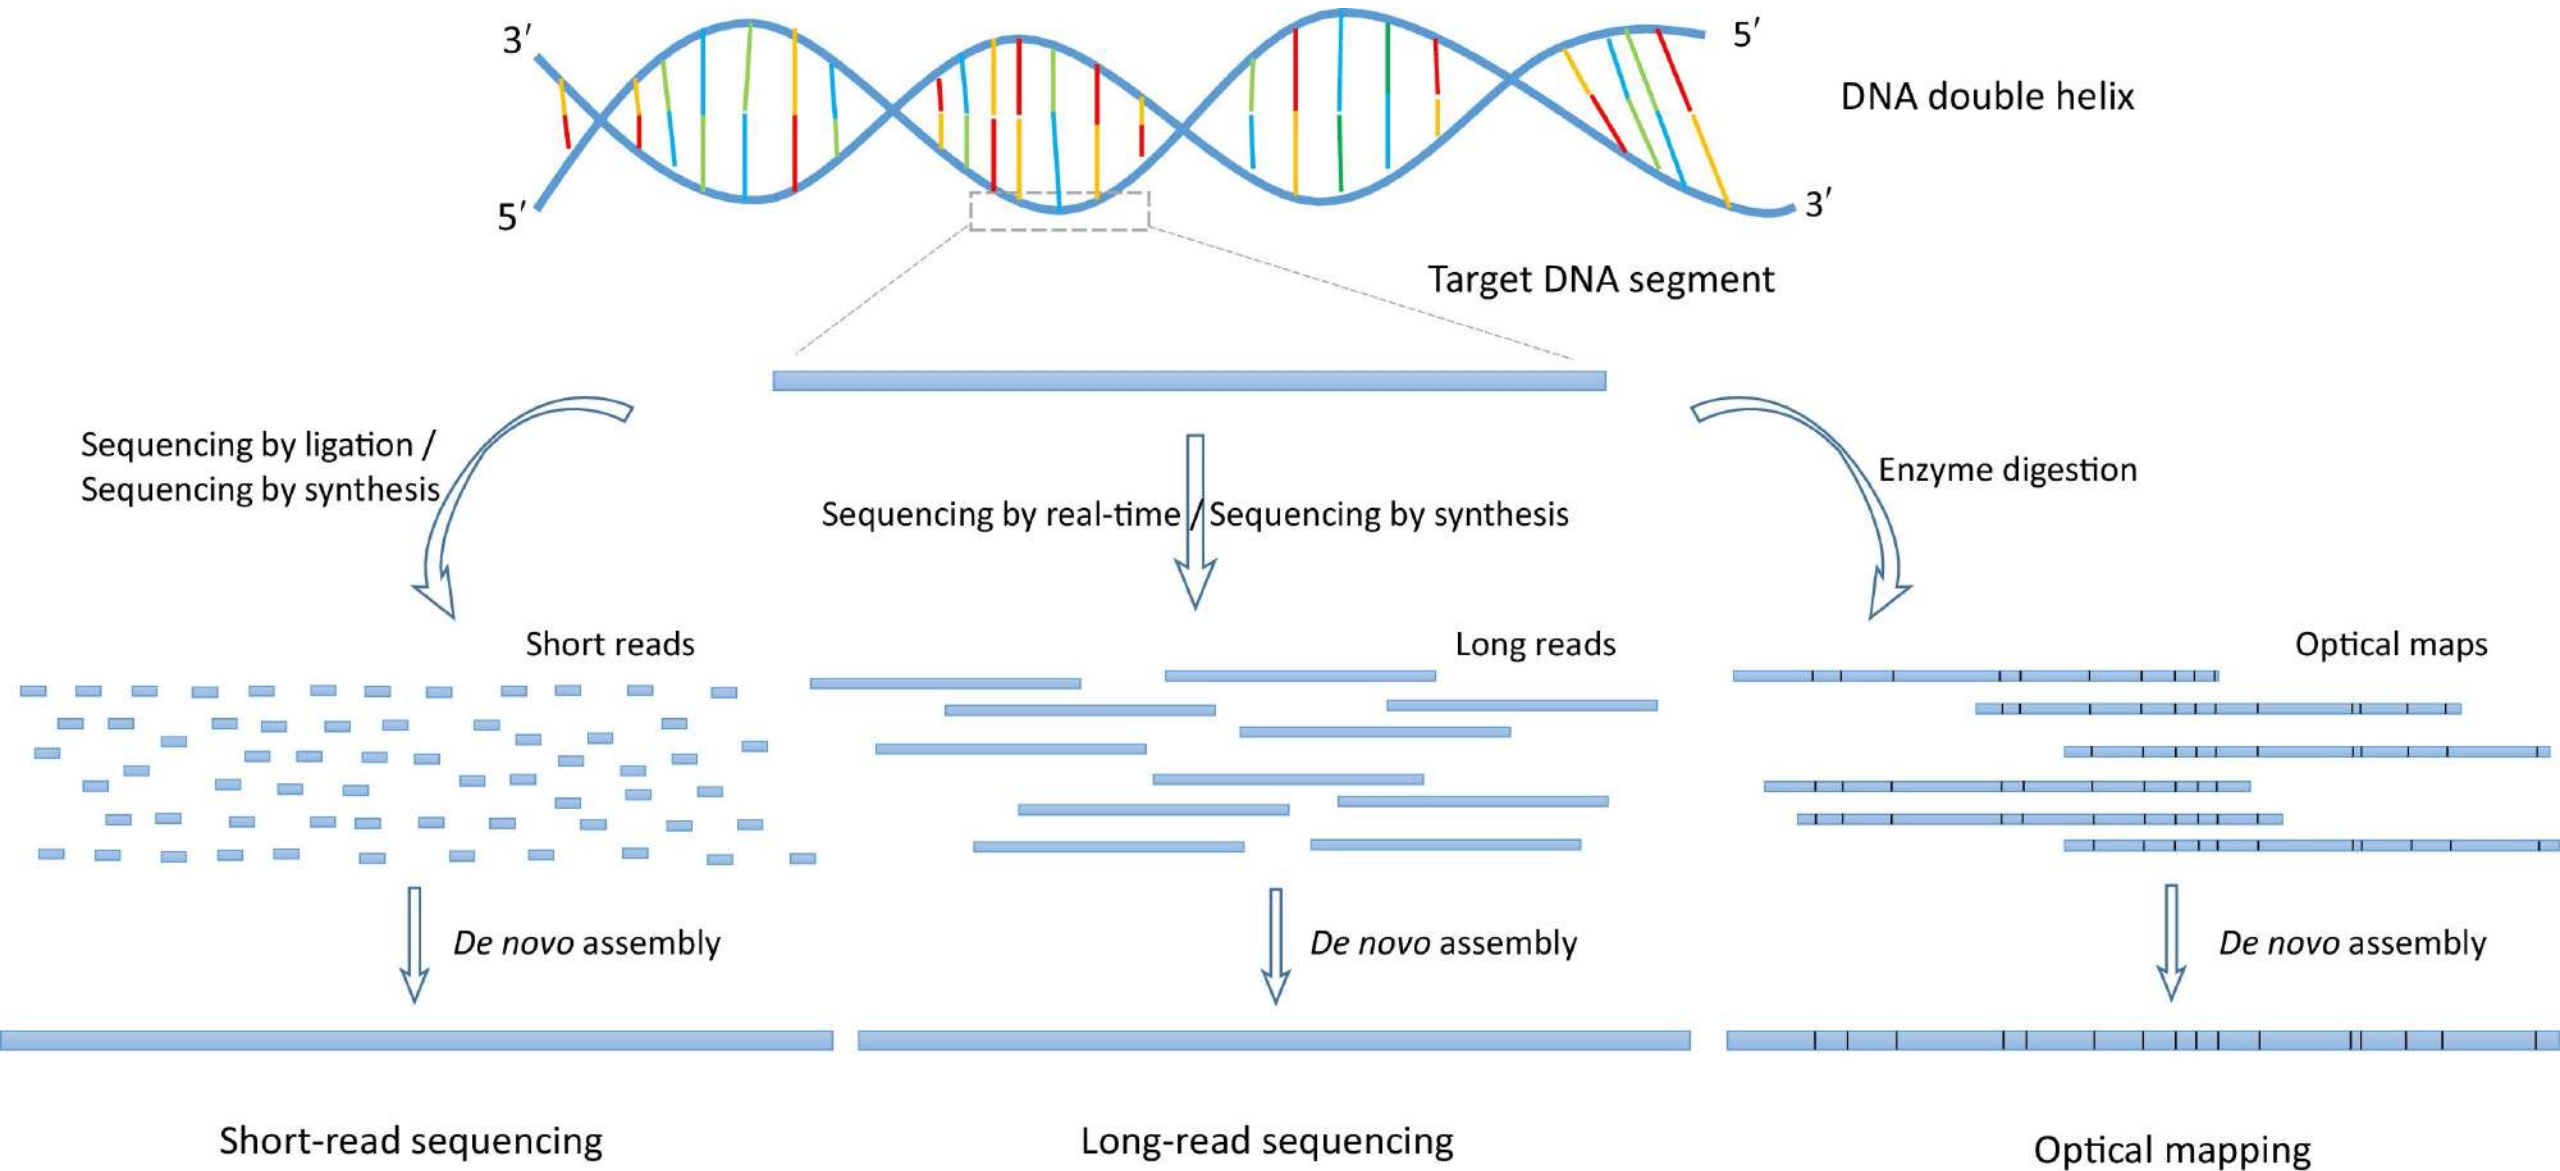 3′
5′
DNA double helix
5′
3′
Target DNA segment
Sequencing by ligation /
Sequencing by synthesis
Sequencing by real-time / Sequencing by synthesis
Enzyme digestion
Short reads
Long reads
Optical maps
De novo assembly
De novo assembly
De novo assembly
Short-read sequencing
Long-read sequencing
Optical mapping